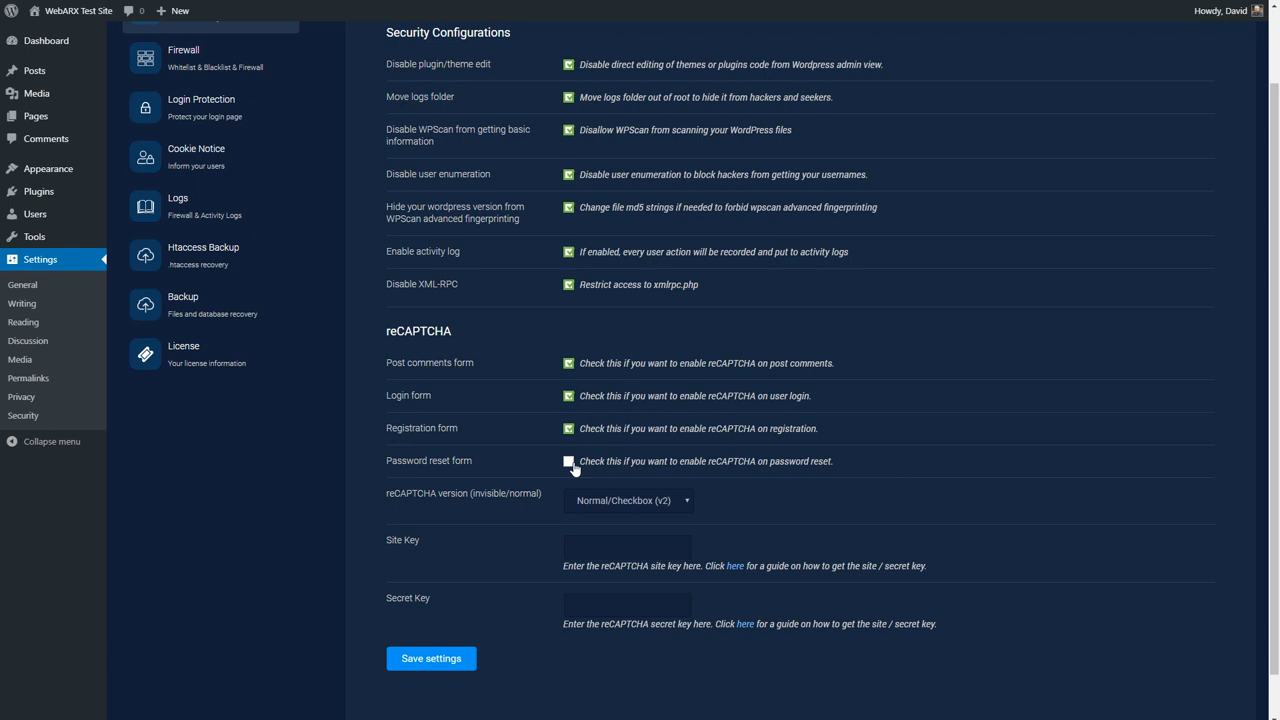 WebARX Test Site
0
New
Howdy, David
Dashboard
Posts
Media
Pages
Comments
Appearance
Plugins
Users
Tools
Settings
General
Writing
Reading
Discussion
Media
Permalinks
Privacy
Security
Collapse menu
Firewall
Whitelist & Blacklist & Firewall
Login Protection
Protect your login page
Cookie Notice
Inform your users
Logs
Firewall & Activity Logs
Htaccess Backup
.htaccess recovery
Backup
Files and database recovery
License
Your license information
Security Configurations
Disable plugin/theme edit
Disable direct editing of themes or plugins code from Wordpress admin view.
Move logs folder
Move logs folder out of root to hide it from hackers and seekers.
Disable WPScan from getting basic
information
Disallow WPScan from scanning your WordPress files
Disable user enumeration
Disable user enumeration to block hackers from getting your usernames.
Hide your wordpress version from
WPScan advanced fingerprinting
Change file md5 strings if needed to forbid wpscan advanced fingerprinting
Enable activity log
If enabled, every user action will be recorded and put to activity logs
Disable XML-RPC
Restrict access to xmlrpc.php
reCAPTCHA
Post comments form
Check this if you want to enable reCAPTCHA on post comments.
Login form
Check this if you want to enable reCAPTCHA on user login.
Registration form
Check this if you want to enable reCAPTCHA on registration.
Password reset form
Check this if you want to enable reCAPTCHA on password reset.
reCAPTCHA version (invisible/normal)
Normal/Checkbox (v2)
Site Key
Enter the reCAPTCHA site key here. Click here for a guide on how to get the site / secret key.
Secret Key
Enter the reCAPTCHA secret key here. Click here for a guide on how to get the site / secret key.
Save settings